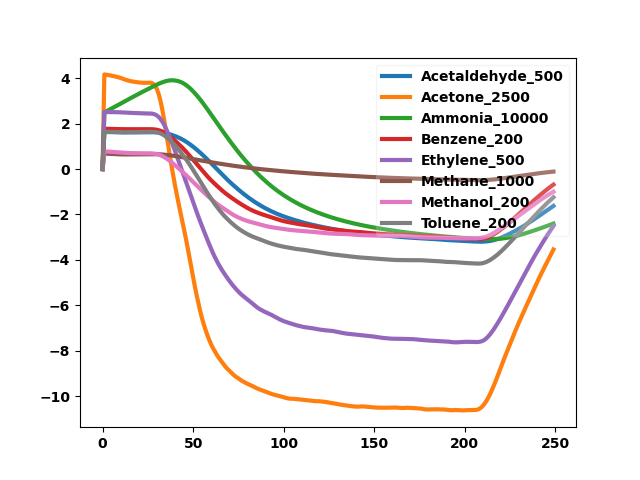 4
2
0
−2
−4
−6
−8
−10
0 50 100 150 200 250
Acetaldehyde_500
Acetone_2500
Ammonia_10000
Benzene_200
Ethylene_500
Methane_1000
Methanol_200
Toluene_200